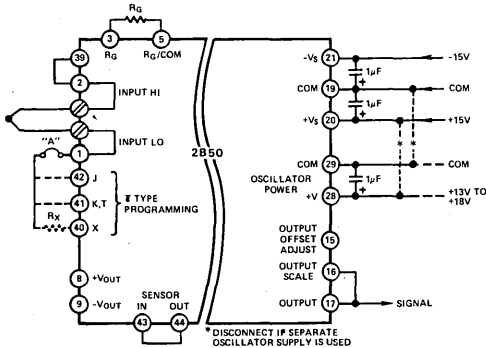 RG
3
5
RG
RG/COM
39
2
INPUT HI
INPUT LO
"A"
1
42 J
41 K,T
RX
40 X
TYPE
PROGRAMMING
8 +VOUT
9 -VOUT
SENSOR
IN OUT
43 44
2B50
-VS 21 -15V
1µF
+
COM 19 COM
1µF
+
+VS 20 +15V
* *
COM 29 COM
OSCILLATOR
POWER
1µF
+
+V 28 +13V TO
+18V
OUTPUT
OFFSET
ADJUST
15
OUTPUT
SCALE
16
OUTPUT 17 SIGNAL
* DISCONNECT IF SEPARATE
OSCILLATOR SUPPLY IS USED